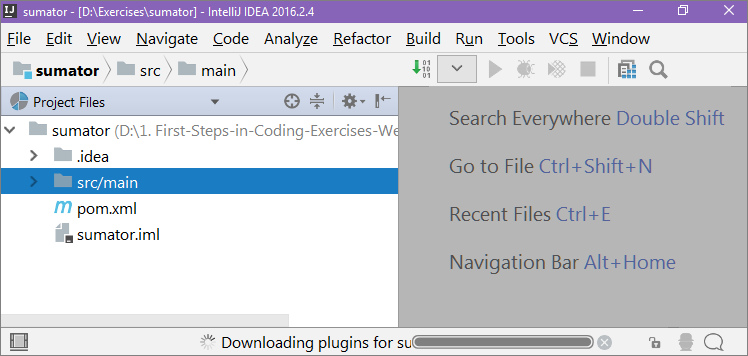 sumator - [D:\Exercises\sumator] - IntelliJ IDEA 2016.2.4
File Edit View Navigate Code Analyze Refactor Build Run Tools VCS Window
sumator src main
Project Files
sumator (D:\1. First-Steps-in-Coding-Exercises-We
.idea
src/main
pom.xml
sumator.iml
Search Everywhere Double Shift
Go to File Ctrl+Shift+N
Recent Files Ctrl+E
Navigation Bar Alt+Home
Downloading plugins for su